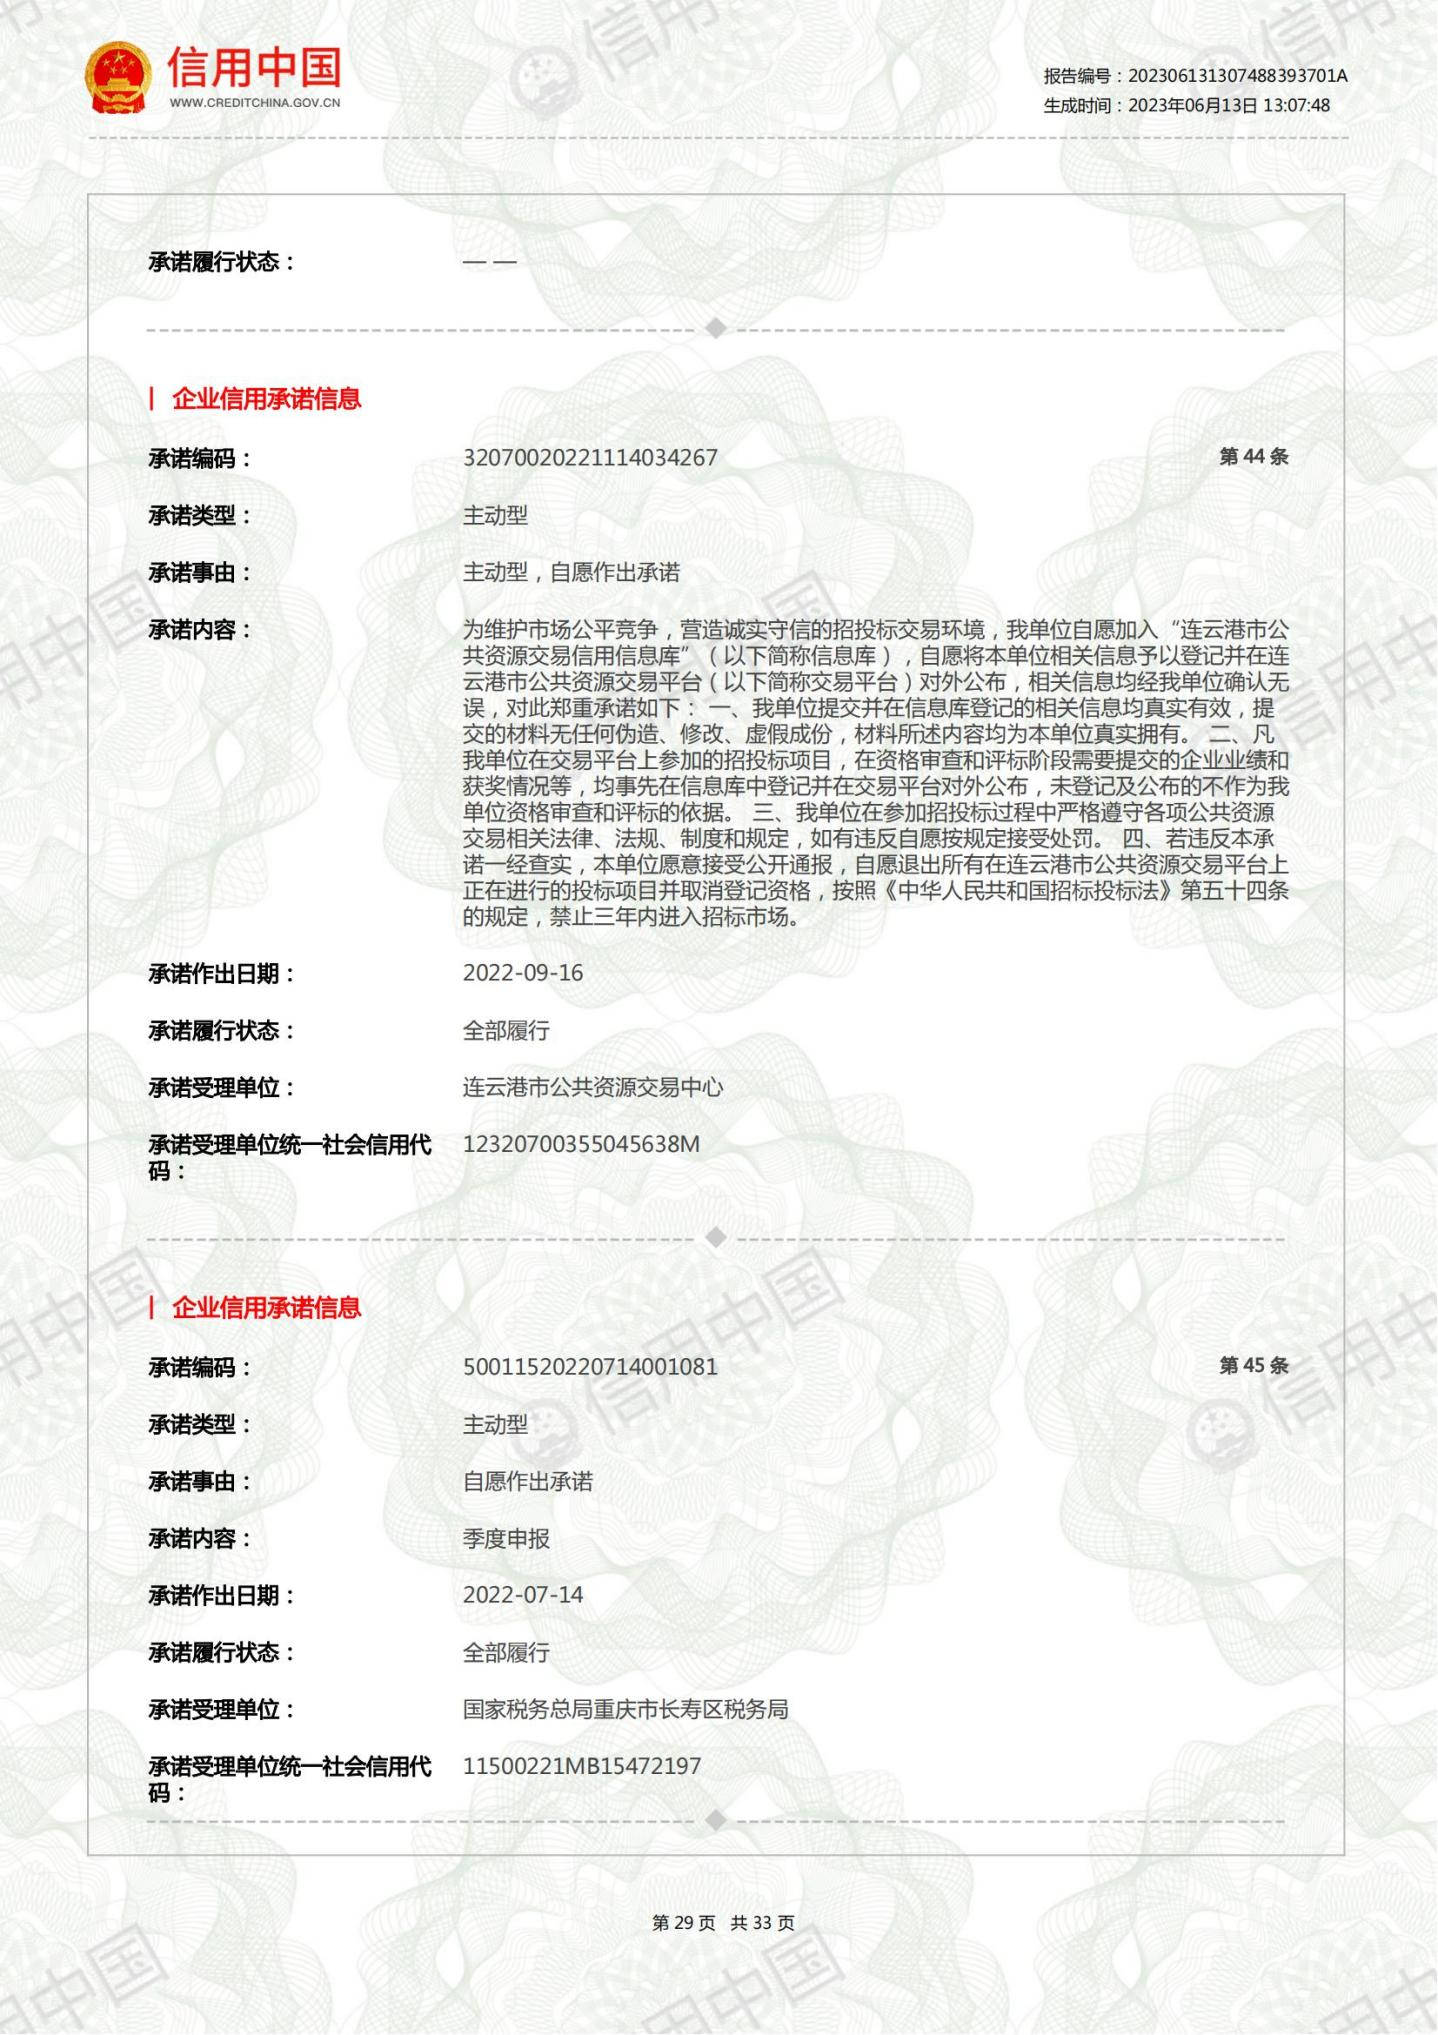 信用中国
WWW.CREDITCHINA.GOV.CN
报告编号：202306131307488393701A
生成时间：2023年06月13日 13:07:48
承诺履行状态： — —
企业信用承诺信息
承诺编码： 32070020221114034267 第 44 条
承诺类型： 主动型
承诺事由： 主动型，自愿作出承诺
承诺内容： 为维护市场公平竞争，营造诚实守信的招投标交易环境，我单位自愿加入“连云港市公
共资源交易信用信息库”（以下简称信息库），自愿将本单位相关信息予以登记并在连
云港市公共资源交易平台（以下简称交易平台）对外公布，相关信息均经我单位确认无
误，对此郑重承诺如下： 一、我单位提交并在信息库登记的相关信息均真实有效，提
交的材料无任何伪造、修改、虚假成份，材料所述内容均为本单位真实拥有。 二、凡
我单位在交易平台上参加的招投标项目，在资格审查和评标阶段需要提交的企业业绩和
获奖情况等，均事先在信息库中登记并在交易平台对外公布，未登记及公布的不作为我
单位资格审查和评标的依据。 三、我单位在参加招投标过程中严格遵守各项公共资源
交易相关法律、法规、制度和规定，如有违反自愿按规定接受处罚。 四、若违反本承
诺一经查实，本单位愿意接受公开通报，自愿退出所有在连云港市公共资源交易平台上
正在进行的投标项目并取消登记资格，按照《中华人民共和国招标投标法》第五十四条
的规定，禁止三年内进入招标市场。
承诺作出日期： 2022-09-16
承诺履行状态： 全部履行
承诺受理单位： 连云港市公共资源交易中心
承诺受理单位统一社会信用代 12320700355045638M
码：
企业信用承诺信息
承诺编码： 50011520220714001081 第 45 条
承诺类型： 主动型
承诺事由： 自愿作出承诺
承诺内容： 季度申报
承诺作出日期： 2022-07-14
承诺履行状态： 全部履行
承诺受理单位： 国家税务总局重庆市长寿区税务局
承诺受理单位统一社会信用代 11500221MB15472197
码：
第 29 页 共 33 页